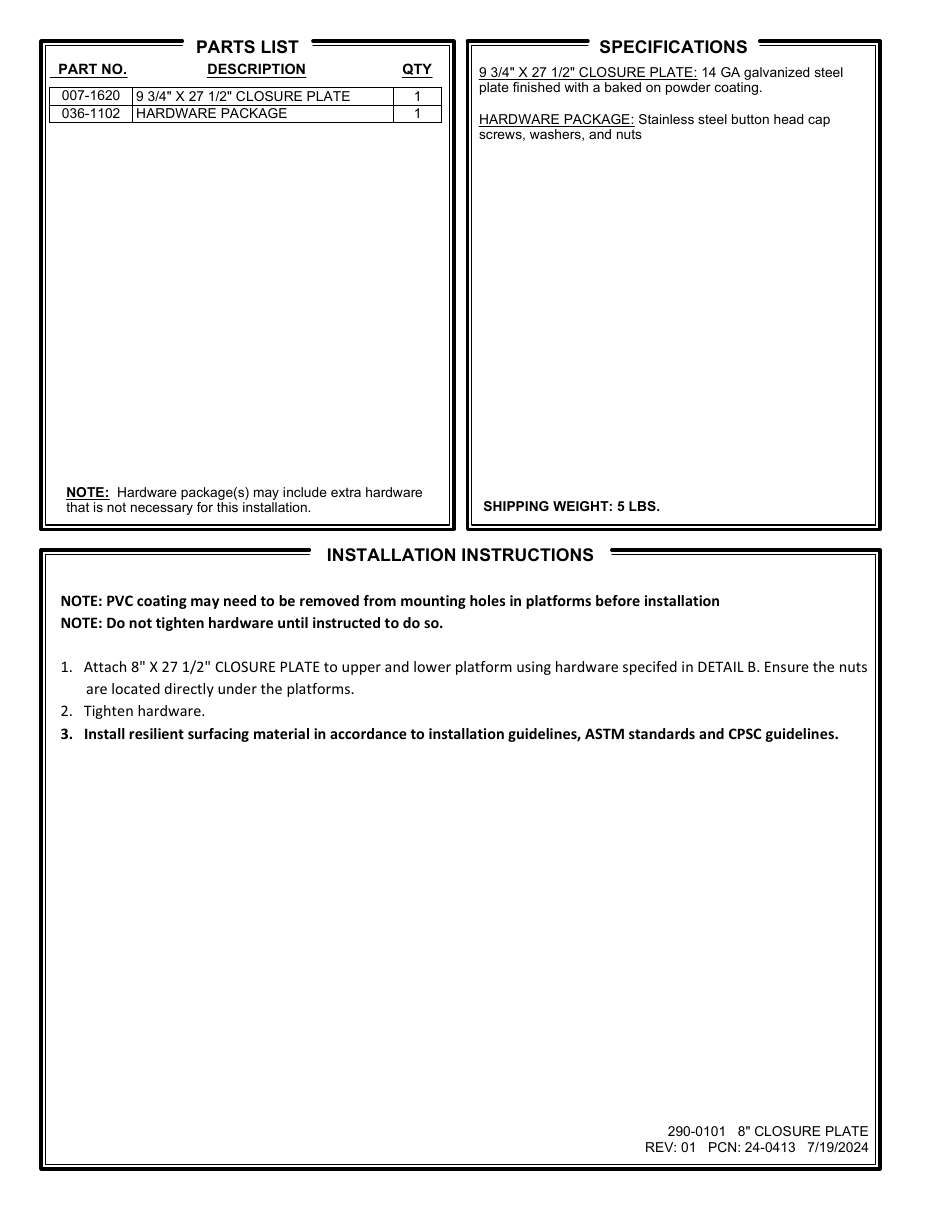 PARTS LIST
PART NO. DESCRIPTION QTY
007-1620 9 3/4" X 27 1/2" CLOSURE PLATE 1
036-1102 HARDWARE PACKAGE 1
NOTE: Hardware package(s) may include extra hardware
that is not necessary for this installation.
SPECIFICATIONS
9 3/4" X 27 1/2" CLOSURE PLATE: 14 GA galvanized steel
plate finished with a baked on powder coating.
HARDWARE PACKAGE: Stainless steel button head cap
screws, washers, and nuts
SHIPPING WEIGHT: 5 LBS.
INSTALLATION INSTRUCTIONS
NOTE: PVC coating may need to be removed from mounting holes in platforms before installation
NOTE: Do not tighten hardware until instructed to do so.
1. Attach 8" X 27 1/2" CLOSURE PLATE to upper and lower platform using hardware specifed in DETAIL B. Ensure the nuts
are located directly under the platforms.
2. Tighten hardware.
3. Install resilient surfacing material in accordance to installation guidelines, ASTM standards and CPSC guidelines.
290-0101 8" CLOSURE PLATE
REV: 01 PCN: 24-0413 7/19/2024